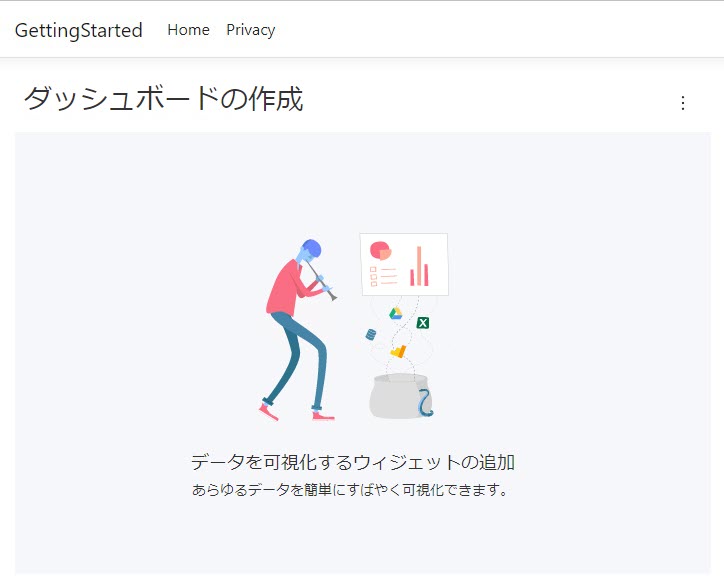 GettingStarted Home Privacy
ダッシュボードの作成
データを可視化するウィジェットの追加
あらゆるデータを簡単にすばやく可視化できます。